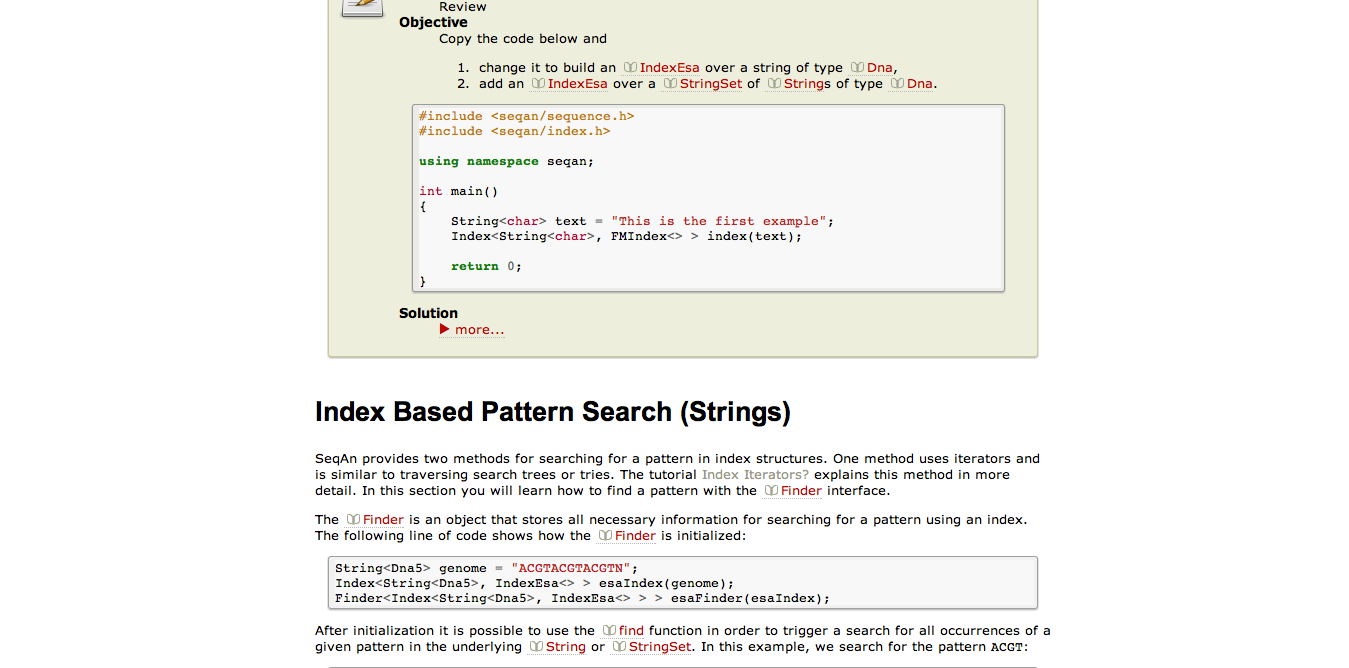 Review
Objective
Copy the code below and
1. change it to build an IndexEsa over a string of type Dna,
2. add an IndexEsa over a StringSet of Strings of type Dna.
#include <seqan/sequence.h>
#include <seqan/index.h>
using namespace seqan;
int main()
{
    String<char> text = "This is the first example";
    Index<String<char>, FMIndex<> > index(text);
    return 0;
}
Solution
more...
Index Based Pattern Search (Strings)
SeqAn provides two methods for searching for a pattern in index structures. One method uses iterators and
is similar to traversing search trees or tries. The tutorial Index Iterators? explains this method in more
detail. In this section you will learn how to find a pattern with the Finder interface.
The Finder is an object that stores all necessary information for searching for a pattern using an index.
The following line of code shows how the Finder is initialized:
String<Dna5> genome = "ACGTACGTACGTN";
Index<String<Dna5>, IndexEsa<> > esaIndex(genome);
Finder<Index<String<Dna5>, IndexEsa<> > > esaFinder(esaIndex);
After initialization it is possible to use the find function in order to trigger a search for all occurrences of a
given pattern in the underlying String or StringSet. In this example, we search for the pattern ACGT: